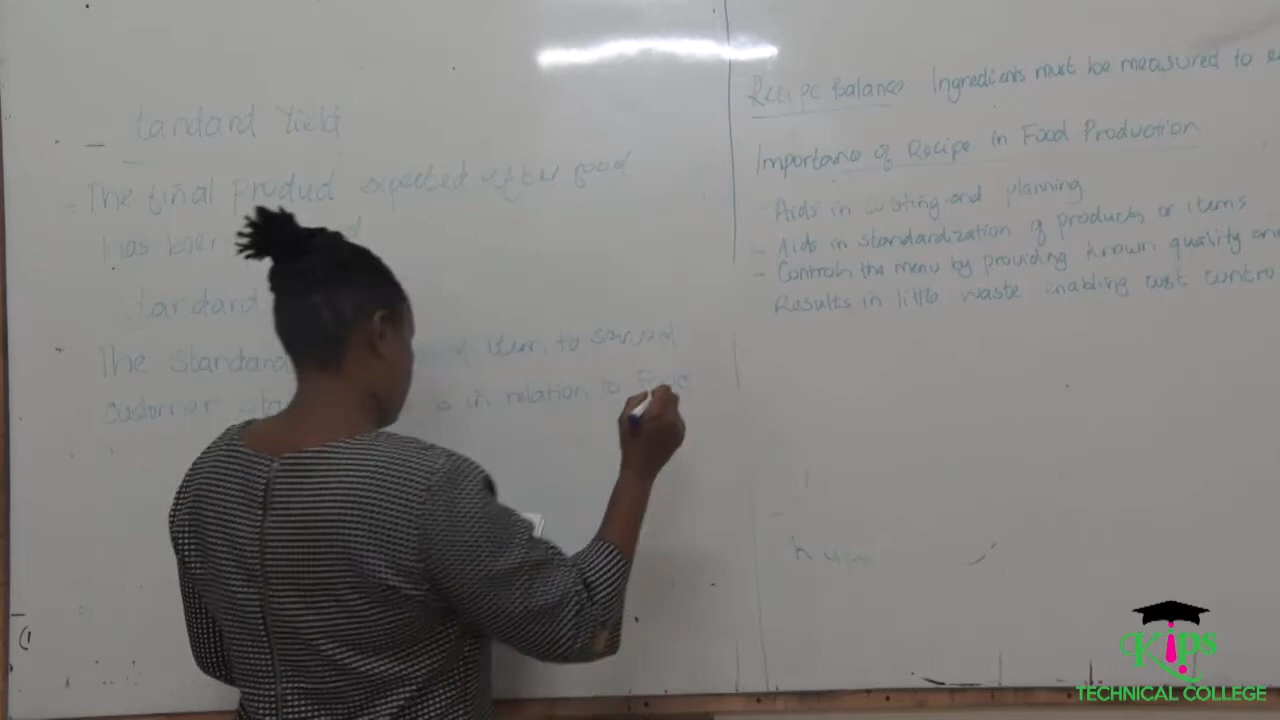 tandard Yield
- The final product expected after good
has been
tandard
The standard item to
customer is in relation to
Recipe Balance Ingredients must be measured to
Importance of Recipe in Food Production
Aids in costing and planning
- Aids in standardization of products or items
- Controls the menu by providing known quality
Results in little waste enabling cost contro
Kips
TECHNICAL COLLEGE